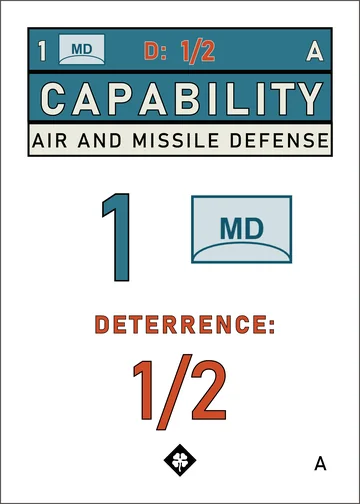 1 MD D: 1/2 A
CAPABILITY
AIR AND MISSILE DEFENSE
1 MD
DETERRENCE:
1/2
A